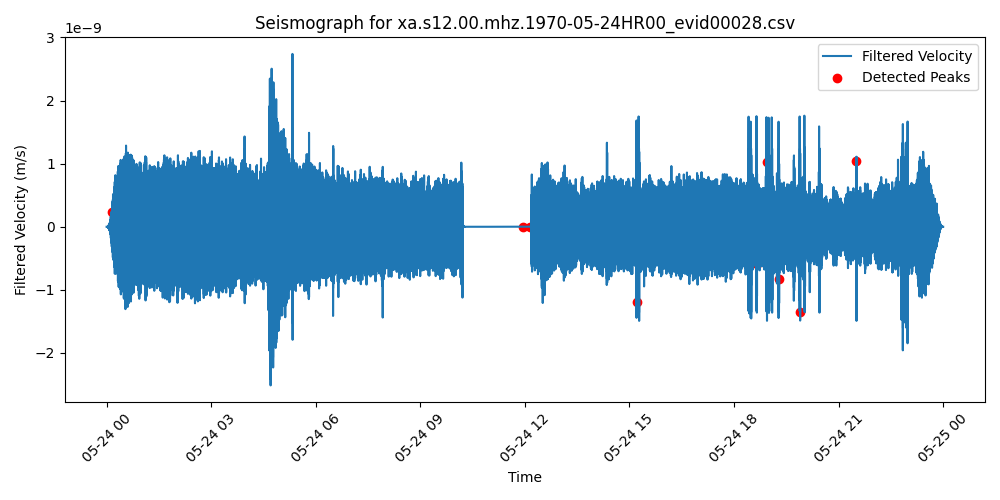 Seismograph for xa.s12.00.mhz.1970-05-24HR00_evid00028.csv
1e−9
Filtered Velocity
Detected Peaks
3
2
1
0
−1
−2
Filtered Velocity (m/s)
05-24 00
05-24 03
05-24 06
05-24 09
05-24 12
05-24 15
05-24 18
05-24 21
05-25 00
Time